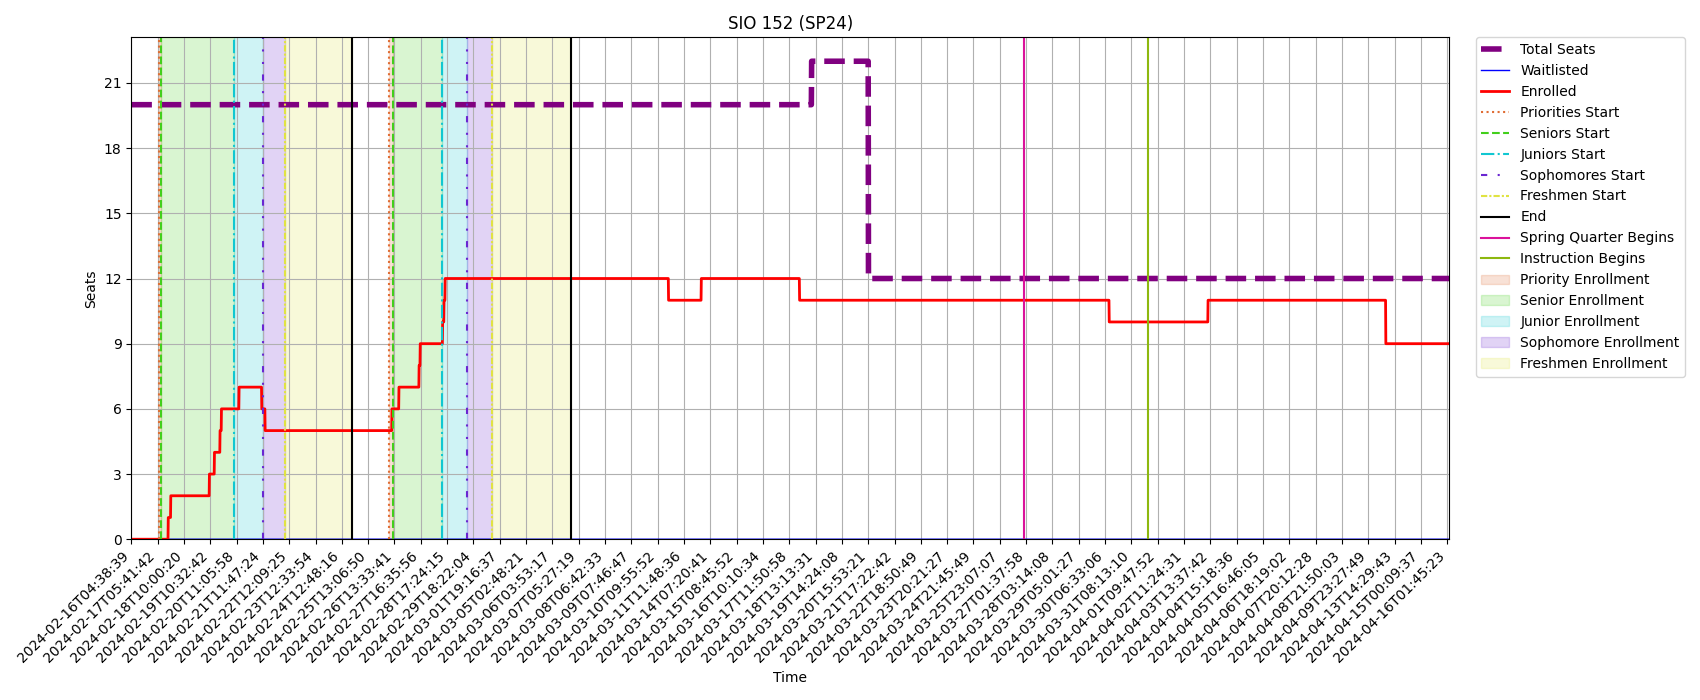 SIO 152 (SP24)
Seats
21
18
15
12
9
6
3
0
2024-02-16T04:38:39
2024-02-17T05:41:42
2024-02-18T10:00:20
2024-02-19T10:32:42
2024-02-20T11:05:58
2024-02-21T11:47:24
2024-02-22T12:09:25
2024-02-23T12:33:54
2024-02-24T12:48:16
2024-02-25T13:06:50
2024-02-26T13:33:41
2024-02-27T16:35:56
2024-02-28T17:24:15
2024-02-29T18:22:04
2024-03-01T19:16:37
2024-03-05T02:48:21
2024-03-06T03:53:17
2024-03-07T05:27:19
2024-03-08T06:42:33
2024-03-09T07:46:47
2024-03-10T09:55:52
2024-03-11T11:48:36
2024-03-14T07:20:41
2024-03-15T08:45:52
2024-03-16T10:10:34
2024-03-17T11:50:58
2024-03-18T13:13:31
2024-03-19T14:24:08
2024-03-20T15:53:21
2024-03-21T17:22:42
2024-03-22T18:50:49
2024-03-23T20:21:27
2024-03-24T21:45:49
2024-03-25T23:07:07
2024-03-27T01:37:58
2024-03-28T03:14:08
2024-03-29T05:01:27
2024-03-30T06:33:06
2024-03-31T08:13:10
2024-04-01T09:47:52
2024-04-02T11:24:31
2024-04-03T13:37:42
2024-04-04T15:18:36
2024-04-05T16:46:05
2024-04-06T18:19:02
2024-04-07T20:12:28
2024-04-08T21:50:03
2024-04-09T23:27:49
2024-04-13T14:29:43
2024-04-15T00:09:37
2024-04-16T01:45:23
Time
Total Seats
Waitlisted
Enrolled
Priorities Start
Seniors Start
Juniors Start
Sophomores Start
Freshmen Start
End
Spring Quarter Begins
Instruction Begins
Priority Enrollment
Senior Enrollment
Junior Enrollment
Sophomore Enrollment
Freshmen Enrollment